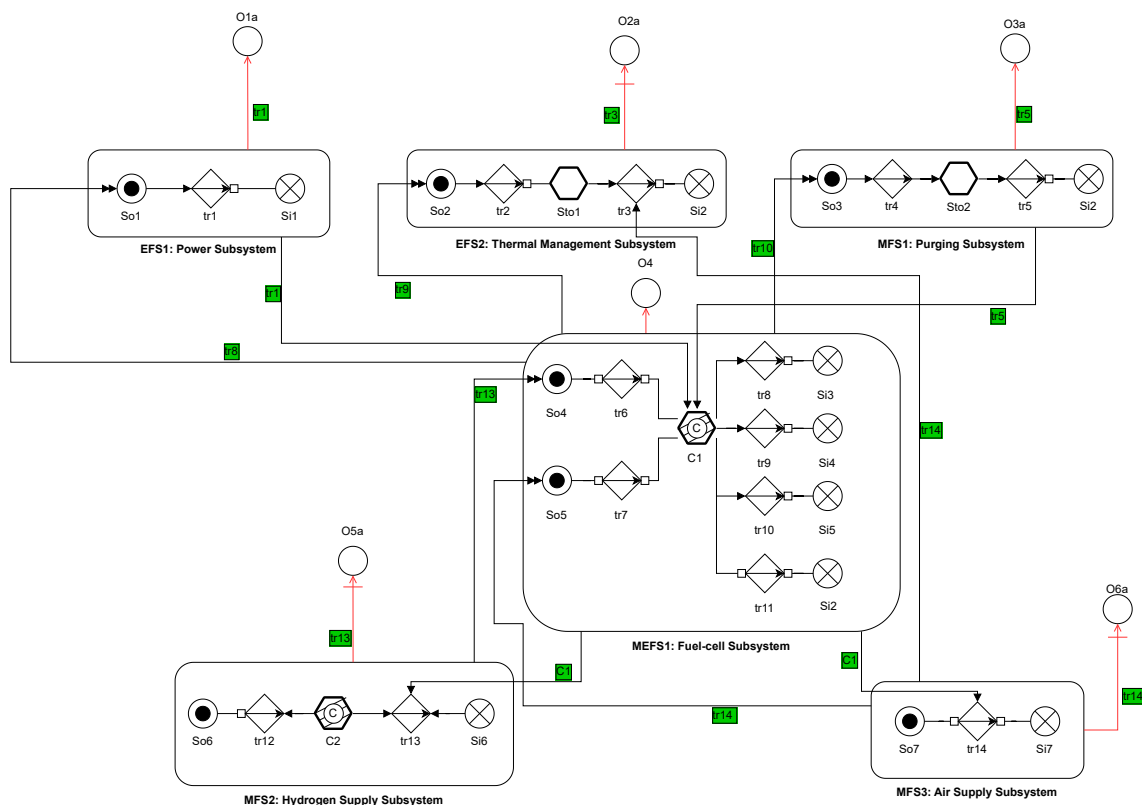 O1a
O2a
O3a
tr1
tr3
tr5
So1
tr1
Si1
So2
tr2
Sto1
tr3
Si2
So3
tr4
Sto2
tr5
Si2
EFS1: Power Subsystem
EFS2: Thermal Management Subsystem
MFS1: Purging Subsystem
tr10
O4
tr9
tr1
tr5
tr8
tr13
So4
tr6
tr8
Si3
C
C1
tr9
Si4
tr14
So5
tr7
tr10
Si5
O5a
tr11
Si2
O6a
tr13
MEFS1: Fuel-cell Subsystem
C1
C1
tr14
tr14
So6
tr12
C
C2
tr13
Si6
So7
tr14
Si7
MFS2: Hydrogen Supply Subsystem
MFS3: Air Supply Subsystem